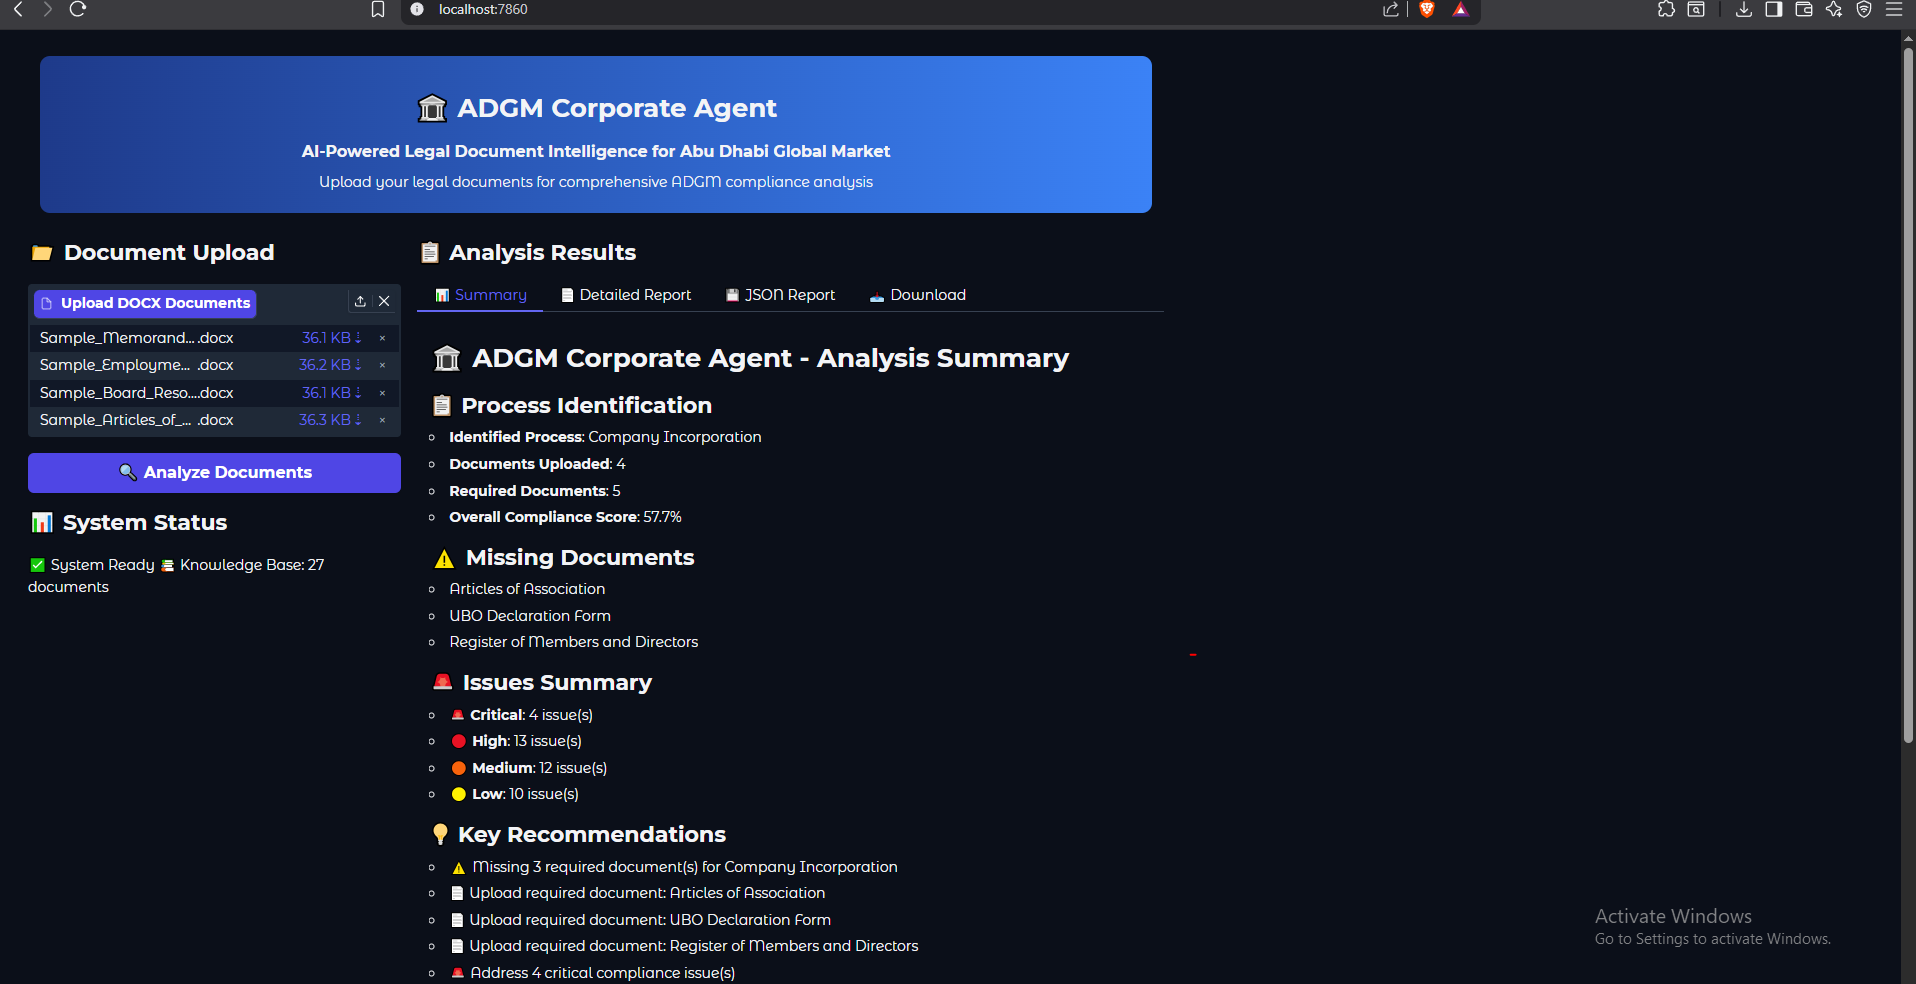 localhost:7860
ADGM Corporate Agent
AI-Powered Legal Document Intelligence for Abu Dhabi Global Market
Upload your legal documents for comprehensive ADGM compliance analysis
Document Upload
Upload DOCX Documents
Sample_Memorand... .docx 36.1 KB ⇣ ×
Sample_Employme... .docx 36.2 KB ⇣ ×
Sample_Board_Reso....docx 36.1 KB ⇣ ×
Sample_Articles_of_... .docx 36.3 KB ⇣ ×
Analyze Documents
System Status
System Ready Knowledge Base: 27
documents
Analysis Results
Summary Detailed Report JSON Report Download
ADGM Corporate Agent - Analysis Summary
Process Identification
Identified Process: Company Incorporation
Documents Uploaded: 4
Required Documents: 5
Overall Compliance Score: 57.7%
Missing Documents
Articles of Association
UBO Declaration Form
Register of Members and Directors
Issues Summary
Critical: 4 issue(s)
High: 13 issue(s)
Medium: 12 issue(s)
Low: 10 issue(s)
Key Recommendations
Missing 3 required document(s) for Company Incorporation
Upload required document: Articles of Association
Upload required document: UBO Declaration Form
Upload required document: Register of Members and Directors
Address 4 critical compliance issue(s)
Activate Windows
Go to Settings to activate Windows.